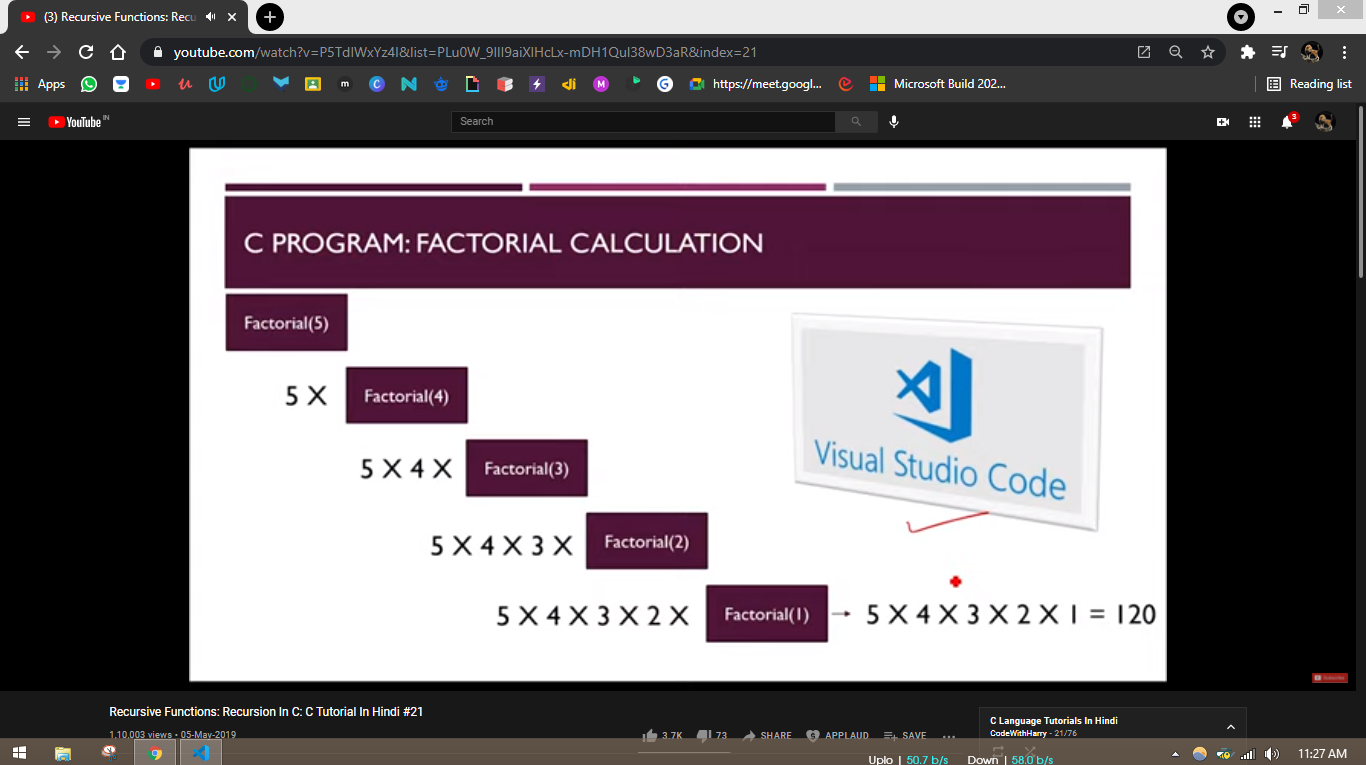 (3) Recursive Functions: Recu
youtube.com/watch?v=P5TdIWxYz4I&list=PLu0W_9lII9aiXlHcLx-mDH1Qul38wD3aR&index=21
Apps
https://meet.googl...
Microsoft Build 202...
Reading list
YouTube IN
Search
3
C PROGRAM: FACTORIAL CALCULATION
Factorial(5)
5 X Factorial(4)
5 X 4 X Factorial(3)
Visual Studio Code
5 X 4 X 3 X Factorial(2)
5 X 4 X 3 X 2 X Factorial(1) → 5 X 4 X 3 X 2 X 1 = 120
Subscribe
Recursive Functions: Recursion In C: C Tutorial In Hindi #21
1,10,003 views • 05-May-2019
3.7K
73
SHARE
APPLAUD
SAVE
C Language Tutorials In Hindi
CodeWithHarry - 21/76
Uplo | 50.7 b/s
Down | 58.0 b/s
11:27 AM